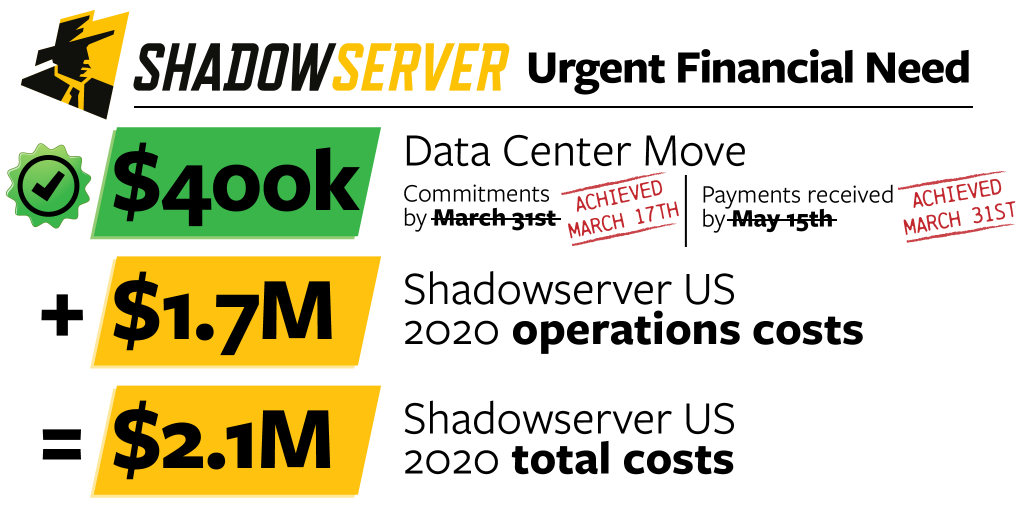 SHADOWSERVER Urgent Financial Need
$400k
Data Center Move
Commitments
by March 31st
ACHIEVED
MARCH 17TH
Payments received
by May 15th
ACHIEVED
MARCH 31ST
+ $1.7M
Shadowserver US
2020 operations costs
= $2.1M
Shadowserver US
2020 total costs